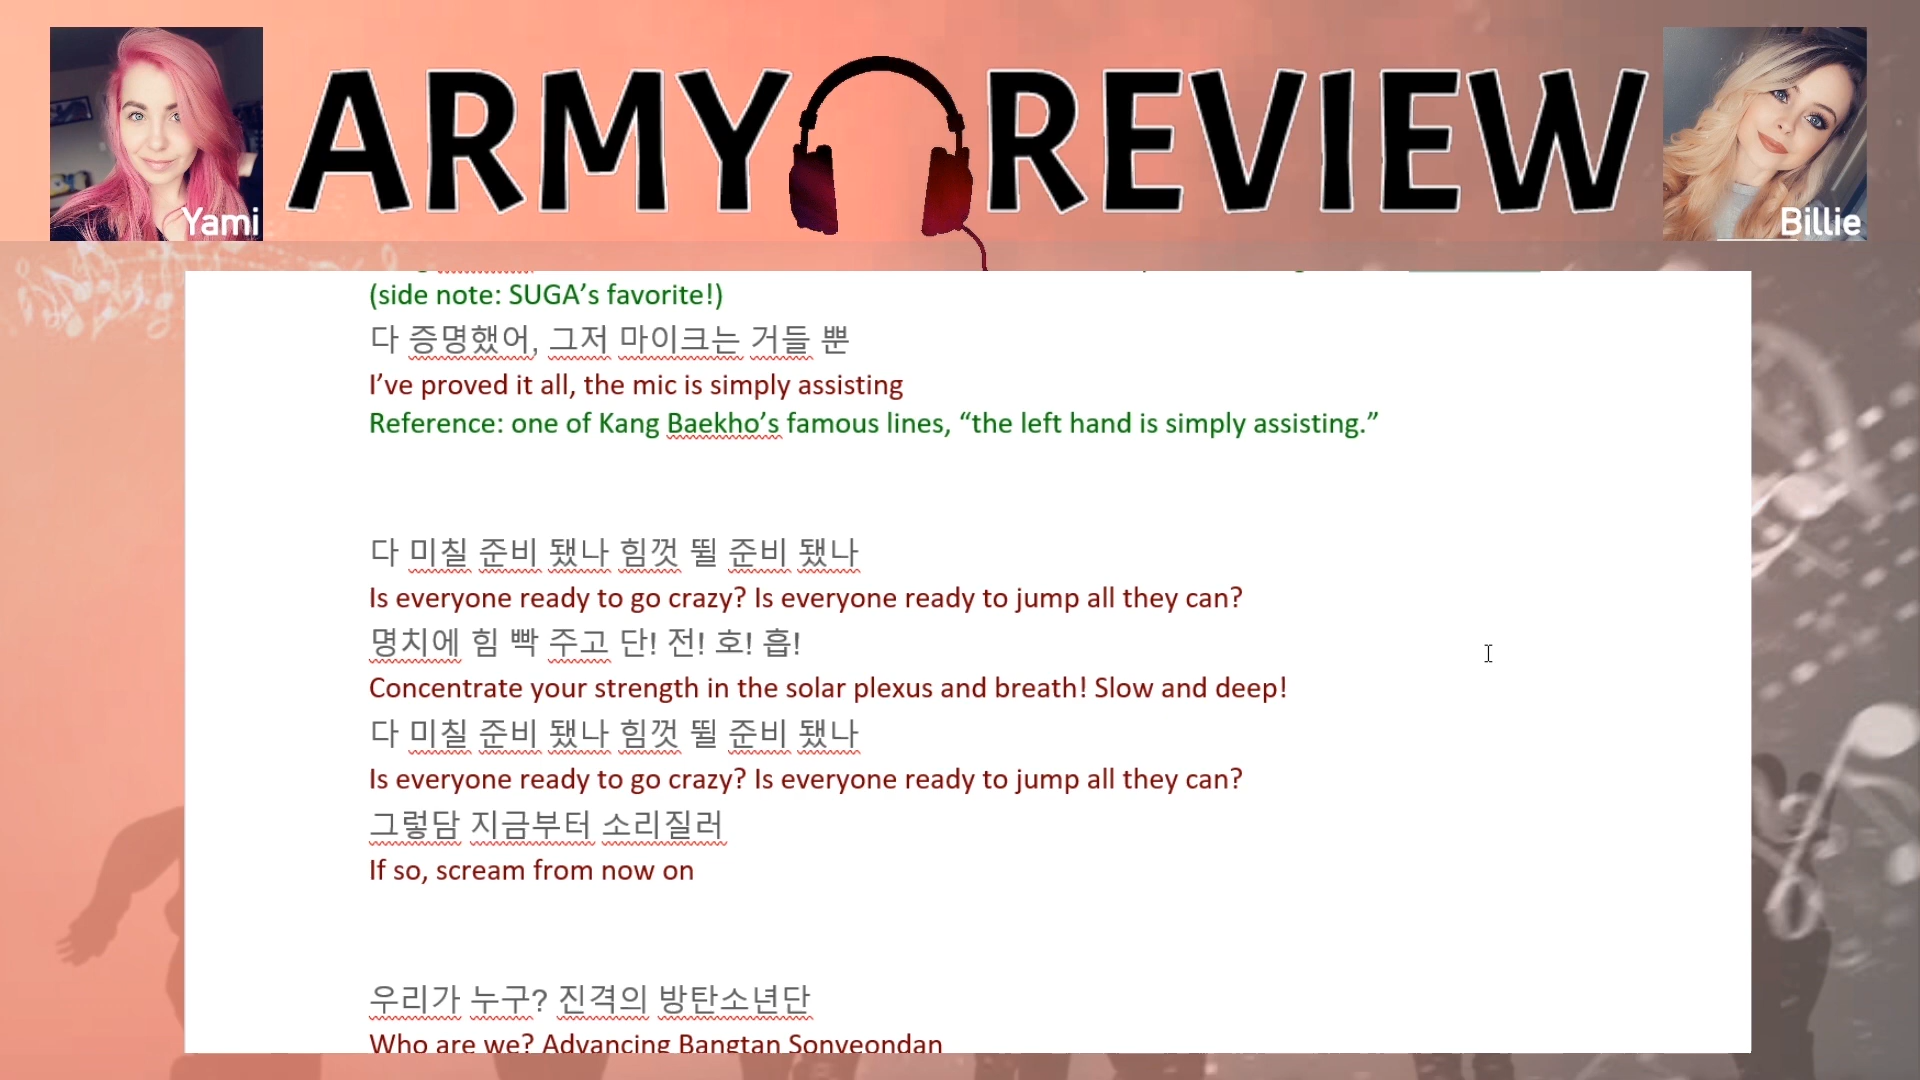 ARMY REVIEW
Yami
Billie
(side note: SUGA’s favorite!)
다 증명했어, 그저 마이크는 거들 뿐
I’ve proved it all, the mic is simply assisting
Reference: one of Kang Baekho’s famous lines, “the left hand is simply assisting.”
다 미칠 준비 됐나 힘껏 뛸 준비 됐나
Is everyone ready to go crazy? Is everyone ready to jump all they can?
명치에 힘 빡 주고 단! 전! 호! 흡!
Concentrate your strength in the solar plexus and breath! Slow and deep!
다 미칠 준비 됐나 힘껏 뛸 준비 됐나
Is everyone ready to go crazy? Is everyone ready to jump all they can?
그렇담 지금부터 소리질러
If so, scream from now on
우리가 누구? 진격의 방탄소년단
Who are we? Advancing Bangtan Sonyeondan